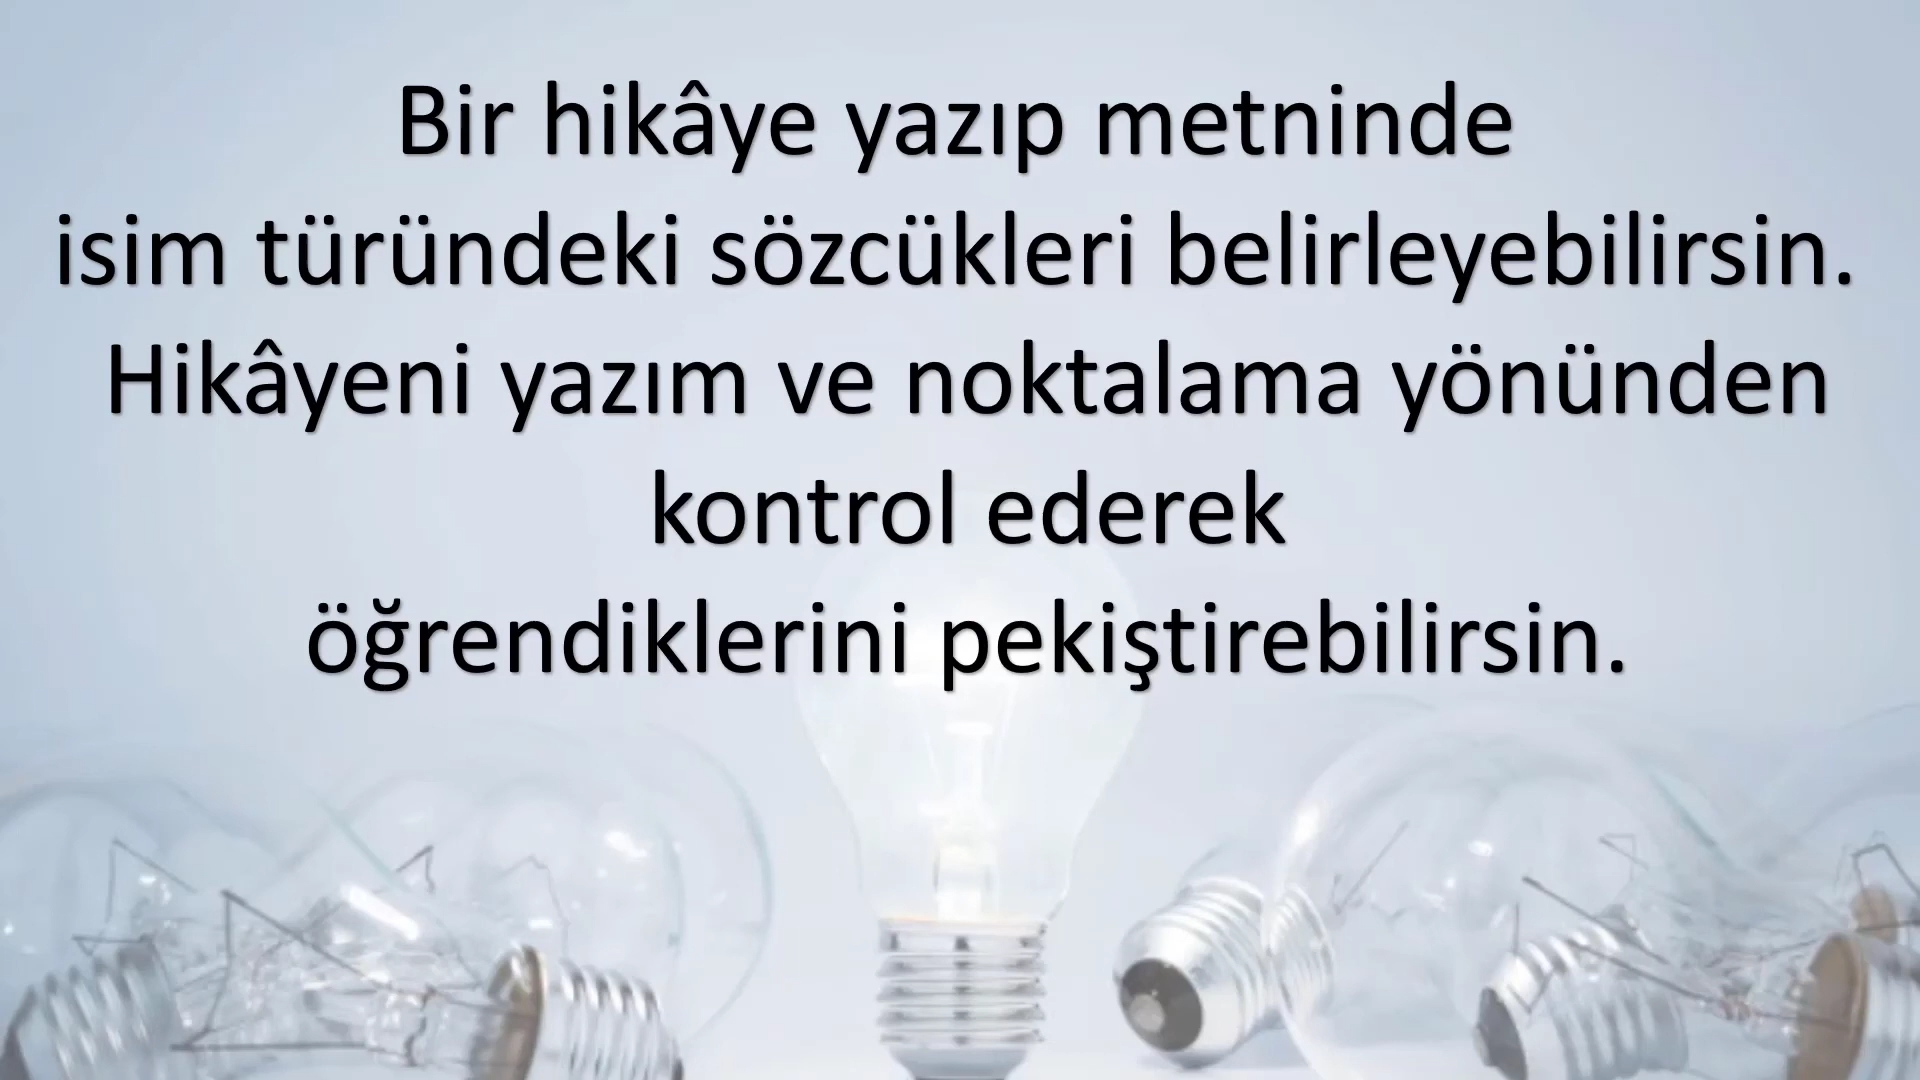 Bir hikâye yazıp metninde
isim türündeki sözcükleri belirleyebilirsin.
Hikâyeni yazım ve noktalama yönünden
kontrol ederek
öğrendiklerini pekiştirebilirsin.